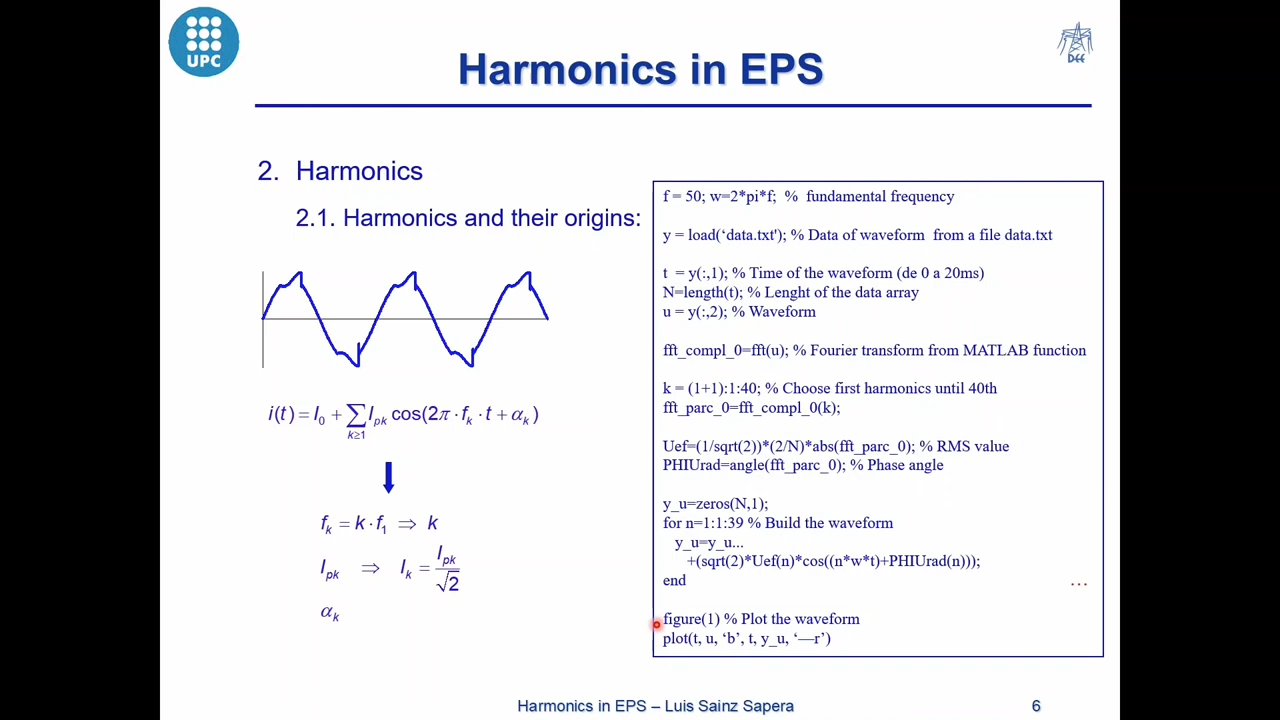 UPC
DEE
Harmonics in EPS
2. Harmonics
2.1. Harmonics and their origins:
i(t) = I0 + ∑k≥1 Ipk cos(2π · fk · t + αk)
fk = k · f1 ⇒ k
Ipk ⇒ Ik = Ipk / √2
αk
f = 50; w=2*pi*f; % fundamental frequency
y = load(‘data.txt'); % Data of waveform from a file data.txt
t = y(:,1); % Time of the waveform (de 0 a 20ms)
N=length(t); % Lenght of the data array
u = y(:,2); % Waveform
fft_compl_0=fft(u); % Fourier transform from MATLAB function
k = (1+1):1:40; % Choose first harmonics until 40th
fft_parc_0=fft_compl_0(k);
Uef=(1/sqrt(2))*(2/N)*abs(fft_parc_0); % RMS value
PHIUrad=angle(fft_parc_0); % Phase angle
y_u=zeros(N,1);
for n=1:1:39 % Build the waveform
y_u=y_u...
+(sqrt(2)*Uef(n)*cos((n*w*t)+PHIUrad(n)));
end
...
figure(1) % Plot the waveform
plot(t, u, ‘b’, t, y_u, ‘—r’)
Harmonics in EPS – Luis Sainz Sapera
6